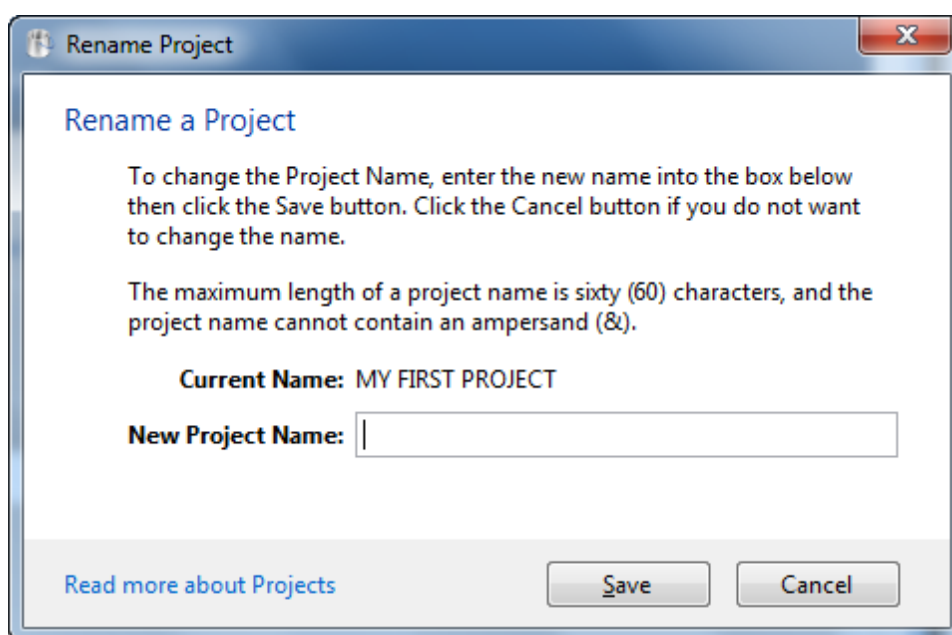 Rename Project
Rename a Project
To change the Project Name, enter the new name into the box below
then click the Save button. Click the Cancel button if you do not want
to change the name.
The maximum length of a project name is sixty (60) characters, and the
project name cannot contain an ampersand (&).
Current Name: MY FIRST PROJECT
New Project Name:
Read more about Projects Save Cancel